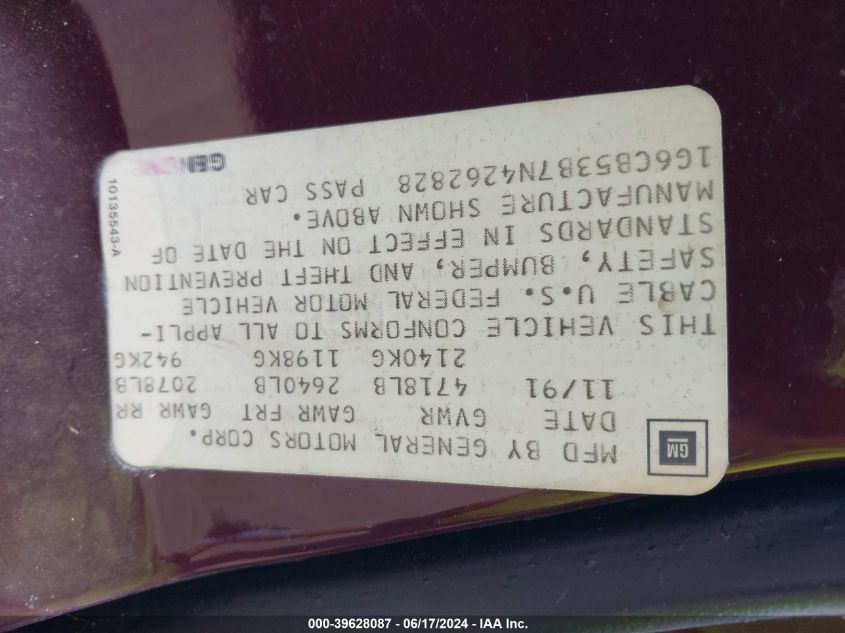 GM
MFD BY GENERAL MOTORS CORP.
DATE GVWR GAWR FRT GAWR RR
11/91 4718LB 2640LB 2078LB
2140KG 1198KG 942KG
THIS VEHICLE CONFORMS TO ALL APPLI-
CABLE U.S. FEDERAL MOTOR VEHICLE
SAFETY, BUMPER, AND THEFT PREVENTION
STANDARDS IN EFFECT ON THE DATE OF
MANUFACTURE SHOWN ABOVE.
1G6CB53B7N4262828 PASS CAR
10135543-A
000-39628087 - 06/17/2024 - IAA Inc.